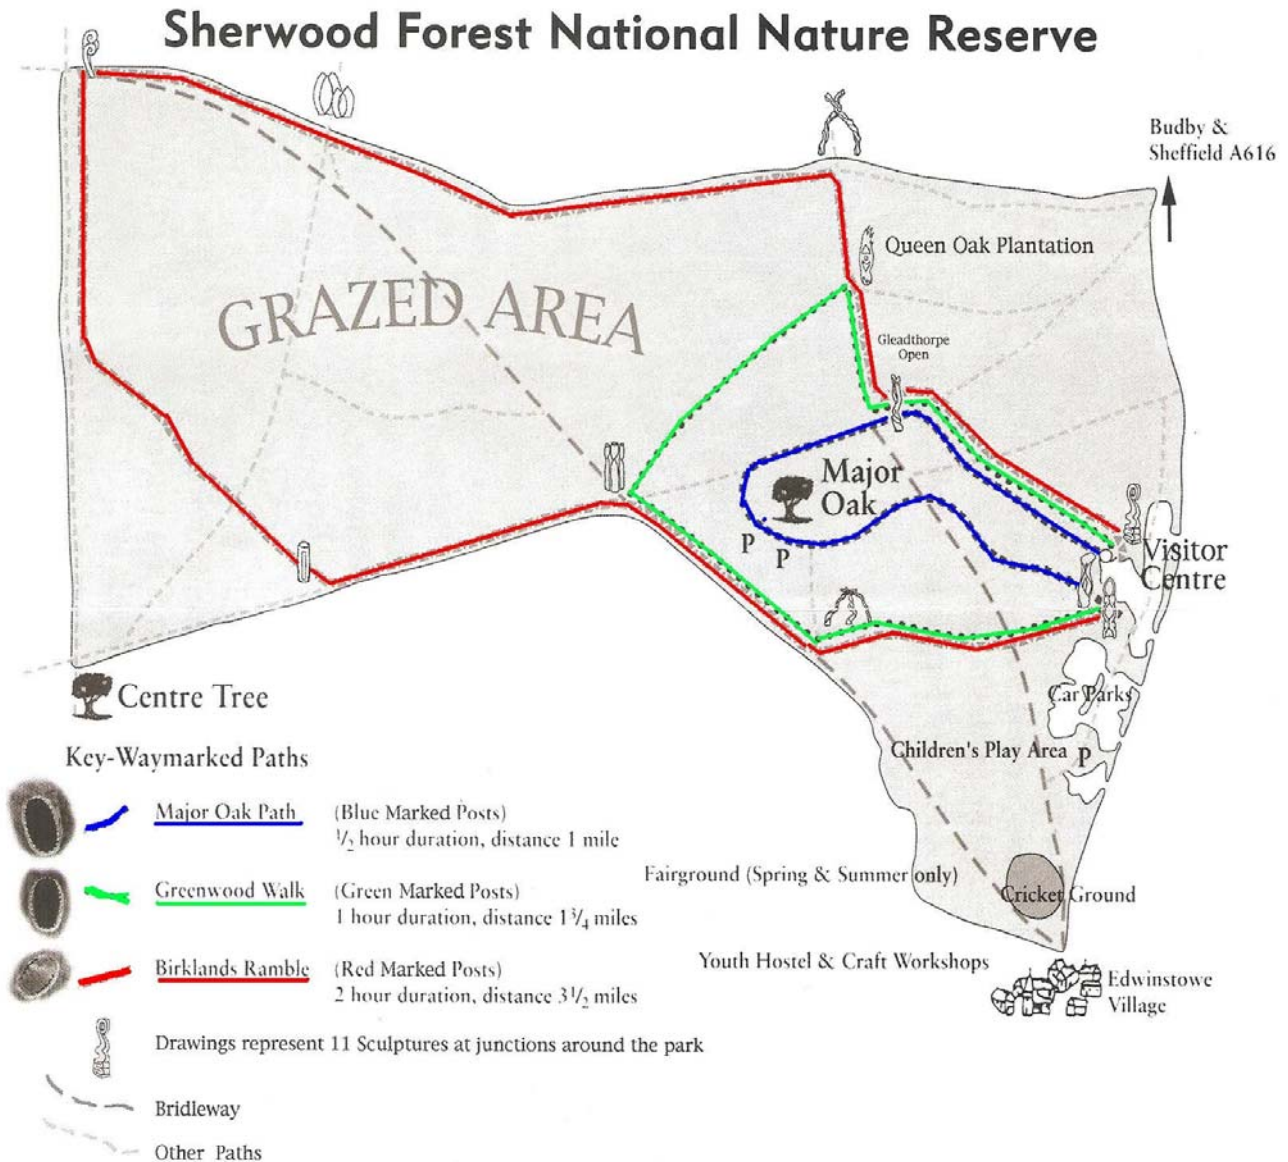 Sherwood Forest National Nature Reserve
Budby &
Sheffield A616
Queen Oak Plantation
GRAZED AREA
Gleadthorpe
Open
Major
Oak
P
P
Visitor
Centre
Centre Tree
Car Parks
Children's Play Area P
Key-Waymarked Paths
Major Oak Path (Blue Marked Posts)
½ hour duration, distance 1 mile
Greenwood Walk (Green Marked Posts)
1 hour duration, distance 1¾ miles
Birklands Ramble (Red Marked Posts)
2 hour duration, distance 3½ miles
Fairground (Spring & Summer only)
Cricket Ground
Youth Hostel & Craft Workshops
Edwinstowe
Village
Drawings represent 11 Sculptures at junctions around the park
Bridleway
Other Paths